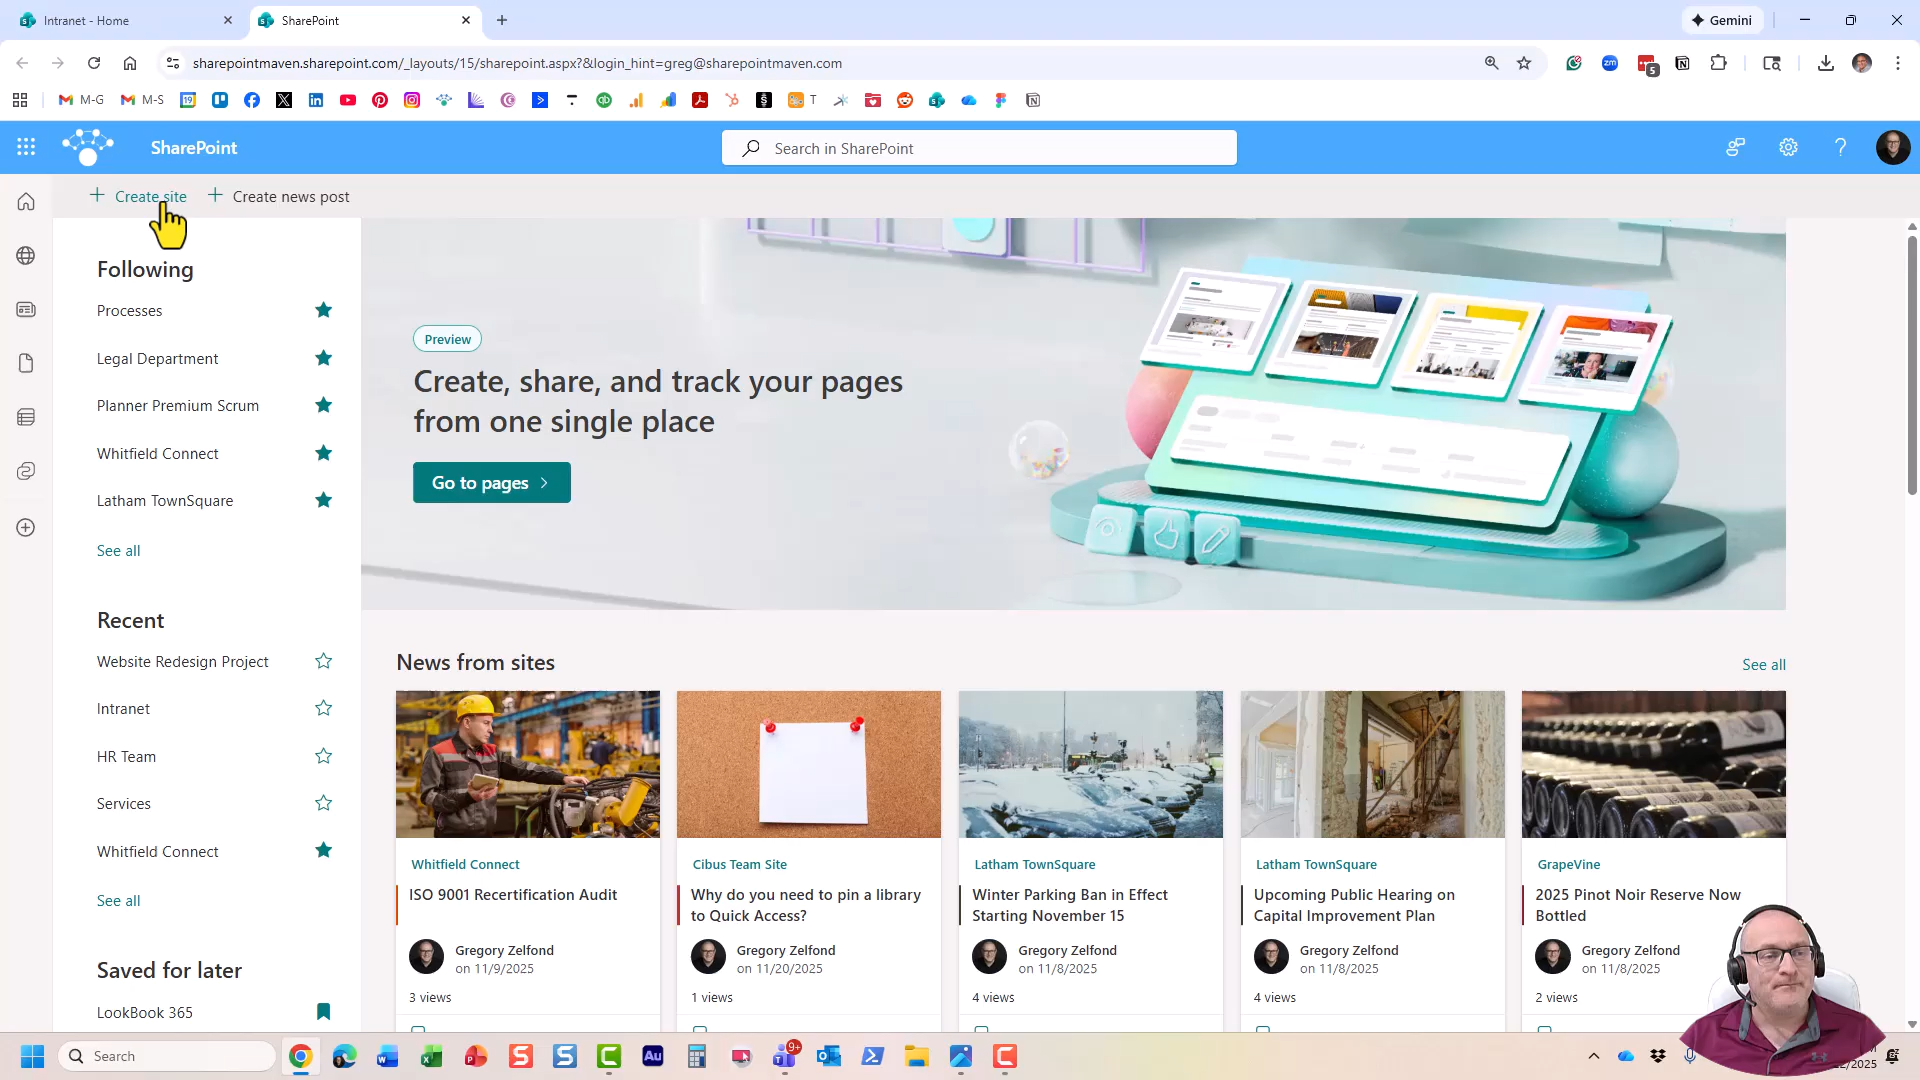 Intranet - Home
SharePoint
Gemini
sharepointmaven.sharepoint.com/_layouts/15/sharepoint.aspx?&login_hint=greg@sharepointmaven.com
5
M-G
M-S
19
T
SharePoint
Search in SharePoint
Create site
Create news post
Following
Processes
Legal Department
Planner Premium Scrum
Whitfield Connect
Latham TownSquare
See all
Recent
Website Redesign Project
Intranet
HR Team
Services
Whitfield Connect
See all
Saved for later
LookBook 365
Preview
Create, share, and track your pages
from one single place
Go to pages
News from sites
See all
Whitfield Connect
ISO 9001 Recertification Audit
Gregory Zelfond
on 11/9/2025
3 views
Cibus Team Site
Why do you need to pin a library
to Quick Access?
Gregory Zelfond
on 11/20/2025
1 views
Latham TownSquare
Winter Parking Ban in Effect
Starting November 15
Gregory Zelfond
on 11/8/2025
4 views
Latham TownSquare
Upcoming Public Hearing on
Capital Improvement Plan
Gregory Zelfond
on 11/8/2025
4 views
GrapeVine
2025 Pinot Noir Reserve Now
Bottled
Gregory Zelfond
on 11/8/2025
2 views
Search
9+